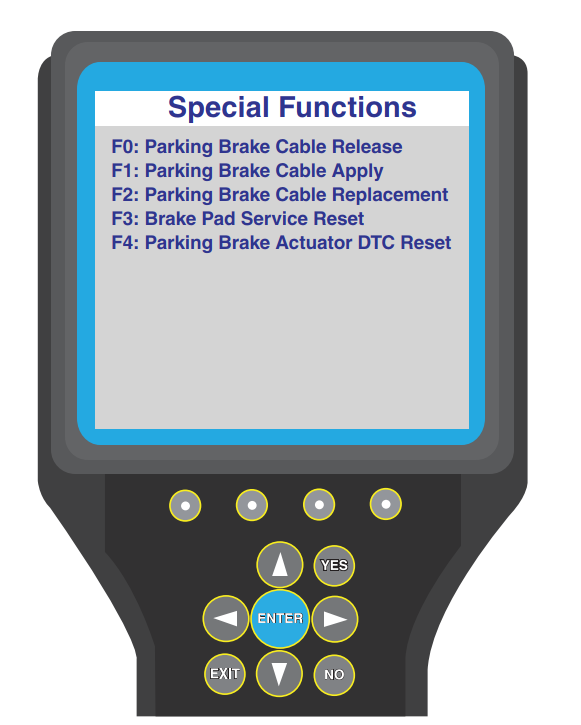 Special Functions
F0: Parking Brake Cable Release
F1: Parking Brake Cable Apply
F2: Parking Brake Cable Replacement
F3: Brake Pad Service Reset
F4: Parking Brake Actuator DTC Reset
YES
ENTER
EXIT
NO